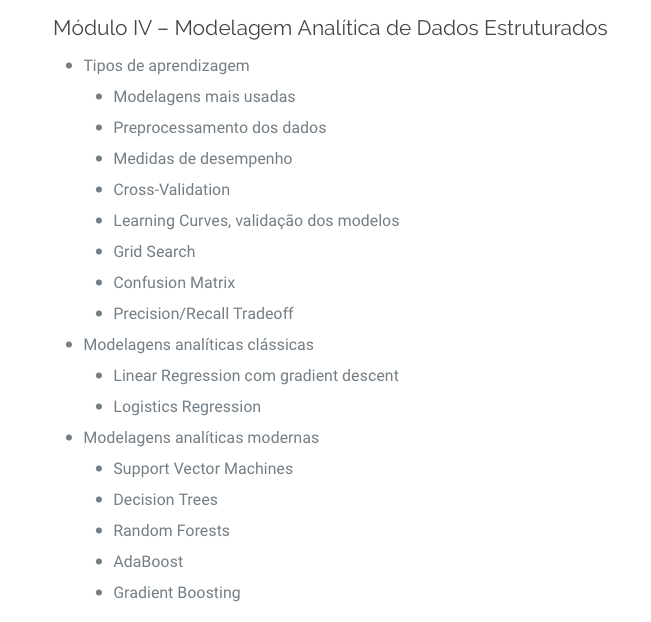 Módulo IV – Modelagem Analítica de Dados Estruturados
Tipos de aprendizagem
Modelagens mais usadas
Preprocessamento dos dados
Medidas de desempenho
Cross-Validation
Learning Curves, validação dos modelos
Grid Search
Confusion Matrix
Precision/Recall Tradeoff
Modelagens analíticas clássicas
Linear Regression com gradient descent
Logistics Regression
Modelagens analíticas modernas
Support Vector Machines
Decision Trees
Random Forests
AdaBoost
Gradient Boosting